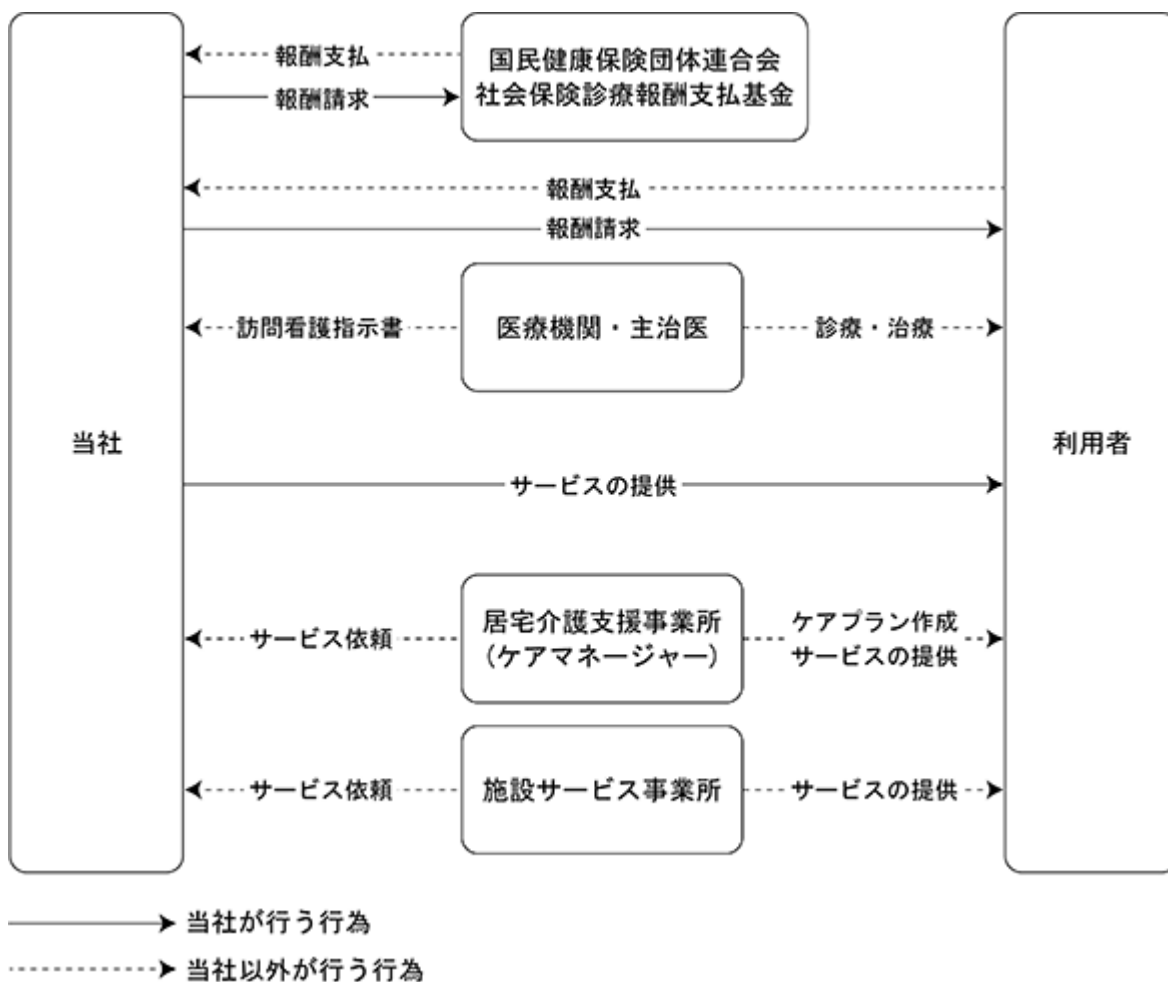 報酬支払
報酬請求
国民健康保険団体連合会
社会保険診療報酬支払基金
報酬支払
報酬請求
訪問看護指示書
医療機関・主治医
診療・治療
当社
利用者
サービスの提供
サービス依頼
居宅介護支援事業所
(ケアマネージャー)
ケアプラン作成
サービスの提供
サービス依頼
施設サービス事業所
サービスの提供
当社が行う行為
当社以外が行う行為